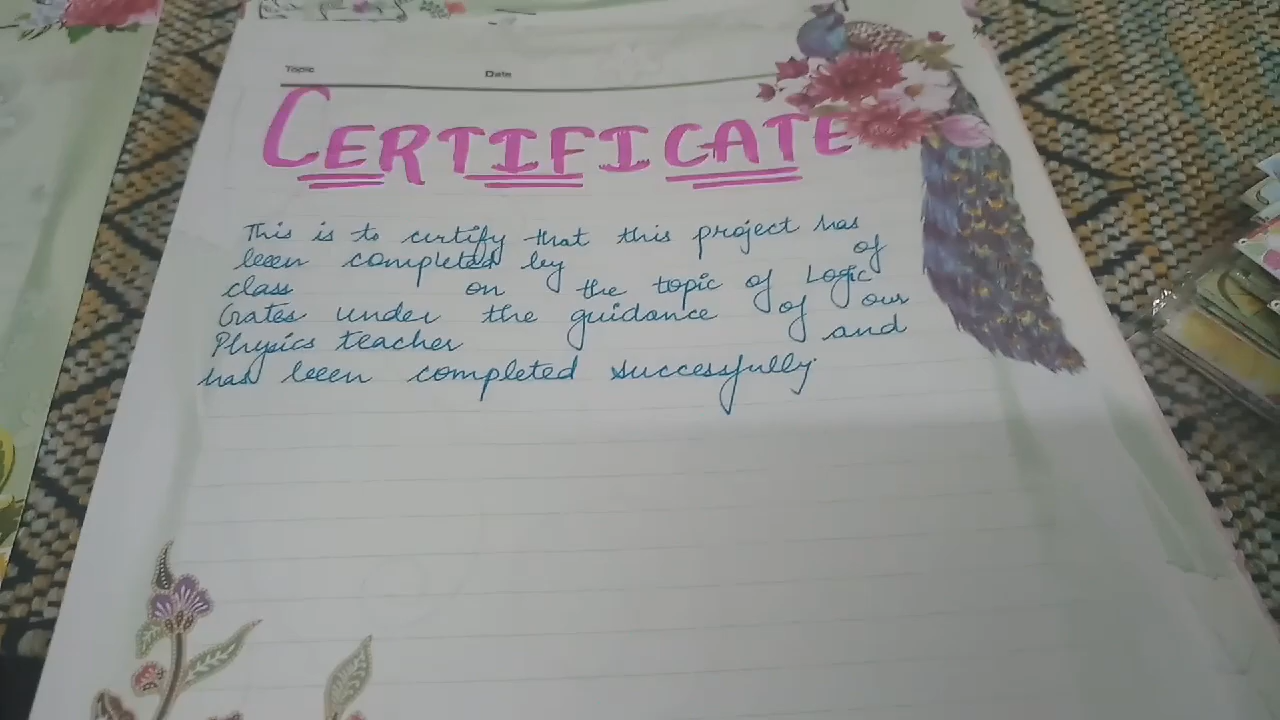 Topic Date
CERTIFICATE
This is to certify that this project has
been completed by of
class on the topic of Logic
Gates under the guidance of our
Physics teacher and
has been completed successfully.